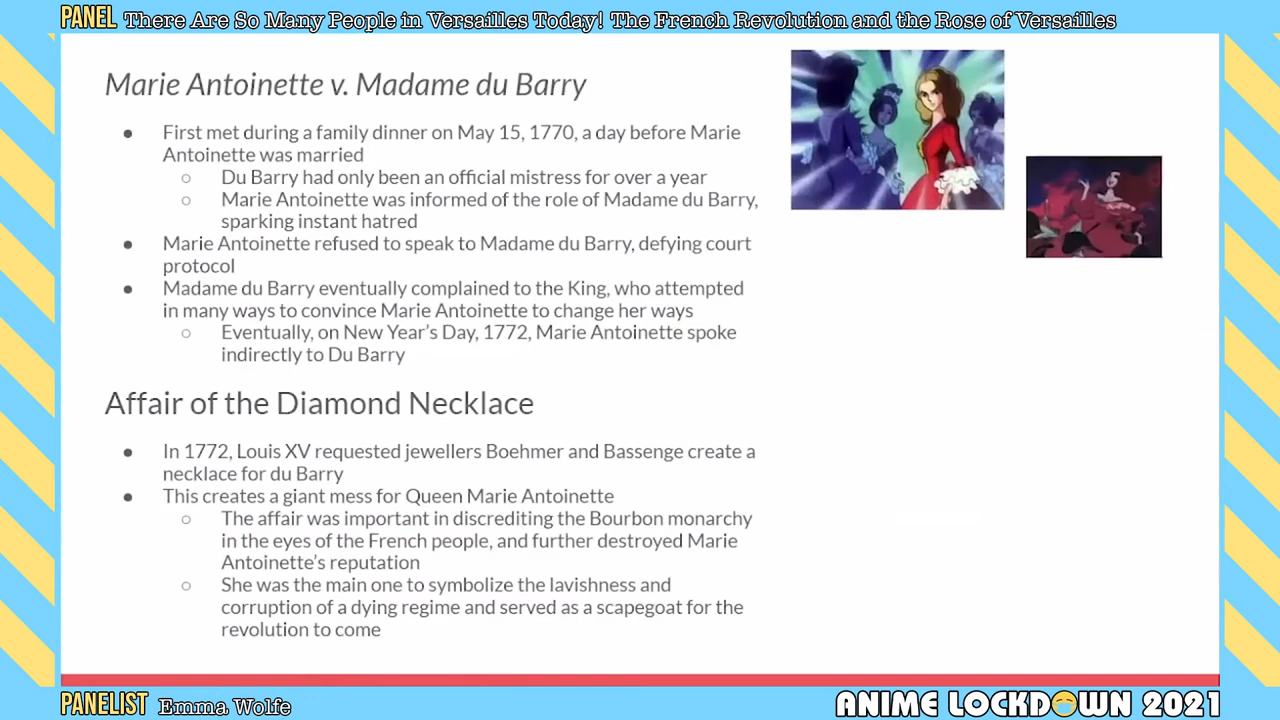 PANEL There Are So Many People in Versailles Today! The French Revolution and the Rose of Versailles
Marie Antoinette v. Madame du Barry
● First met during a family dinner on May 15, 1770, a day before Marie
Antoinette was married
○ Du Barry had only been an official mistress for over a year
○ Marie Antoinette was informed of the role of Madame du Barry,
sparking instant hatred
● Marie Antoinette refused to speak to Madame du Barry, defying court
protocol
● Madame du Barry eventually complained to the King, who attempted
in many ways to convince Marie Antoinette to change her ways
○ Eventually, on New Year's Day, 1772, Marie Antoinette spoke
indirectly to Du Barry
Affair of the Diamond Necklace
● In 1772, Louis XV requested jewellers Boehmer and Bassenge create a
necklace for du Barry
● This creates a giant mess for Queen Marie Antoinette
○ The affair was important in discrediting the Bourbon monarchy
in the eyes of the French people, and further destroyed Marie
Antoinette's reputation
○ She was the main one to symbolize the lavishness and
corruption of a dying regime and served as a scapegoat for the
revolution to come
PANELIST Emma Wolfe
ANIME LOCKDOWN 2021